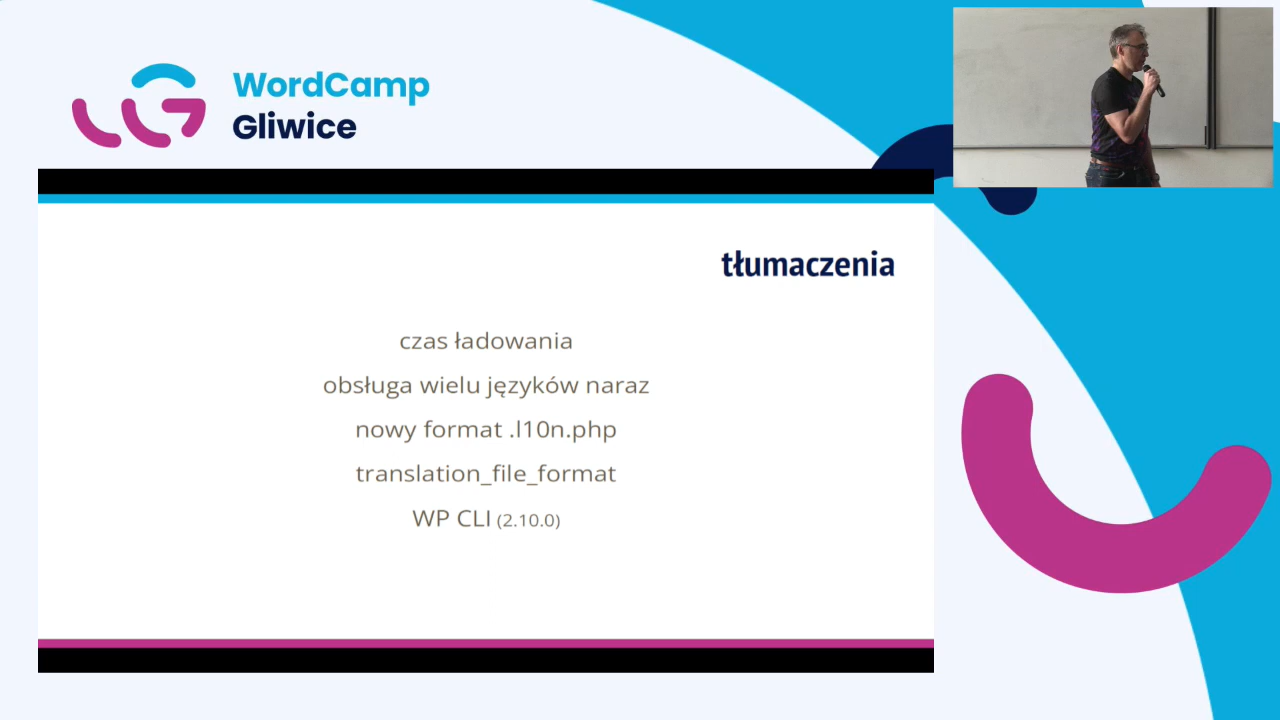 WordCamp
Gliwice
tłumaczenia
czas ładowania
obsługa wielu języków naraz
nowy format .l10n.php
translation_file_format
WP CLI (2.10.0)